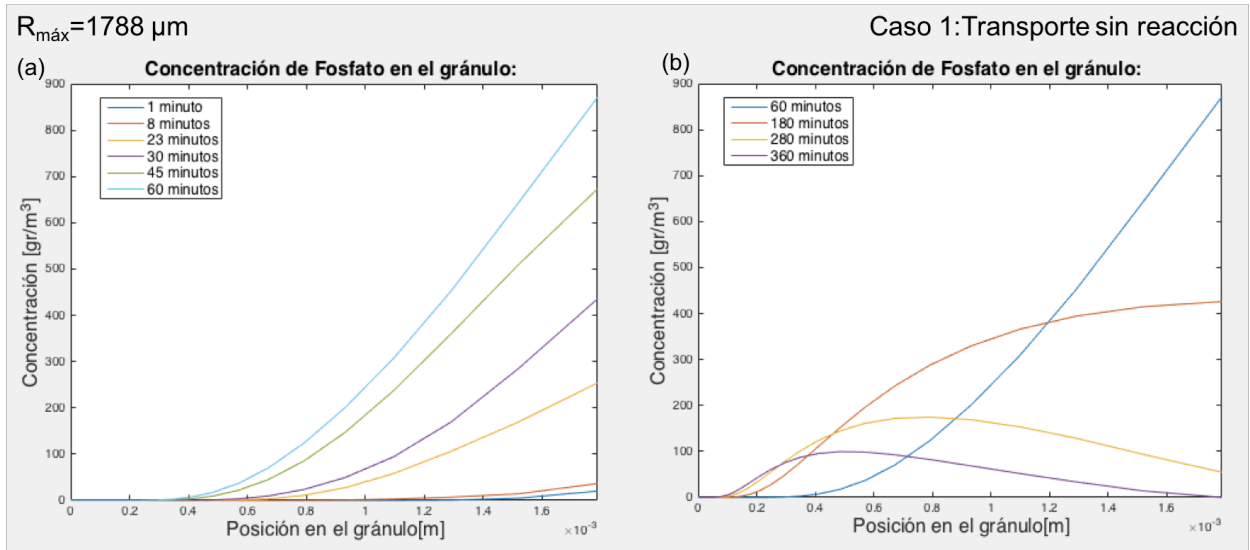 R_máx=1788 µm
Caso 1:Transporte sin reacción
(a)
Concentración de Fosfato en el gránulo:
900
800
700
600
500
400
300
200
100
0
1 minuto
8 minutos
23 minutos
30 minutos
45 minutos
60 minutos
Concentración [gr/m³]
0
0.2
0.4
0.6
0.8
1
1.2
1.4
1.6
×10⁻³
Posición en el gránulo[m]
(b)
Concentración de Fosfato en el gránulo:
900
800
700
600
500
400
300
200
100
0
60 minutos
180 minutos
280 minutos
360 minutos
Concentración [gr/m³]
0
0.2
0.4
0.6
0.8
1
1.2
1.4
1.6
×10⁻³
Posición en el gránulo[m]